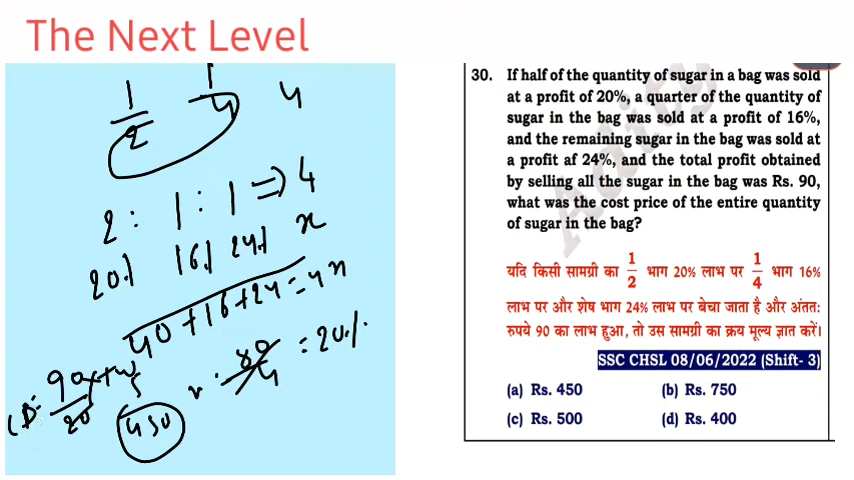 The Next Level
1/2 1/4 4
2 : 1 : 1 => 4
20% 16% 24% x
40+16+24=4x
x = 80/4 = 20%
CP = 90×100/20
450
30. If half of the quantity of sugar in a bag was sold
at a profit of 20%, a quarter of the quantity of
sugar in the bag was sold at a profit of 16%,
and the remaining sugar in the bag was sold at
a profit af 24%, and the total profit obtained
by selling all the sugar in the bag was Rs. 90,
what was the cost price of the entire quantity
of sugar in the bag?
यदि किसी सामग्री का 1/2 भाग 20% लाभ पर 1/4 भाग 16%
लाभ पर और शेष भाग 24% लाभ पर बेचा जाता है और अंततः
रुपये 90 का लाभ हुआ, तो उस सामग्री का क्रय मूल्य ज्ञात करें।
SSC CHSL 08/06/2022 (Shift- 3)
(a) Rs. 450 (b) Rs. 750
(c) Rs. 500 (d) Rs. 400